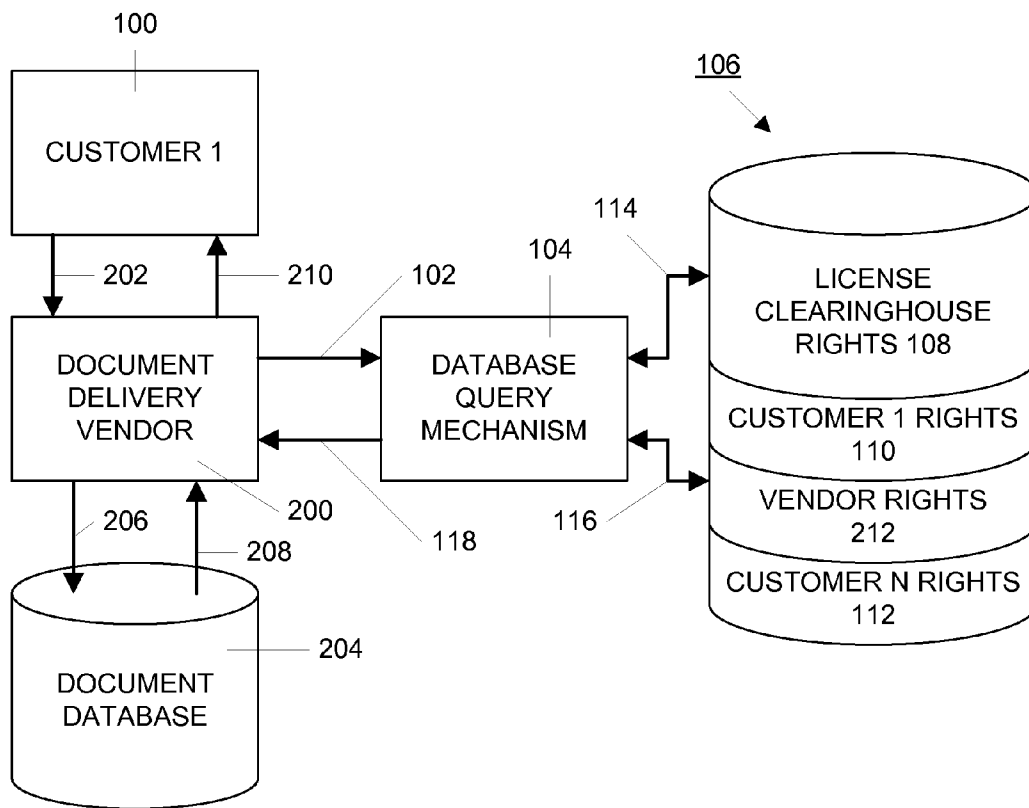 100
106
CUSTOMER 1
114
202
210
102
104
LICENSE
CLEARINGHOUSE
RIGHTS 108
DOCUMENT
DELIVERY
VENDOR
DATABASE
QUERY
MECHANISM
CUSTOMER 1 RIGHTS
110
VENDOR RIGHTS
212
206
208
200
118
116
CUSTOMER N RIGHTS
112
204
DOCUMENT
DATABASE